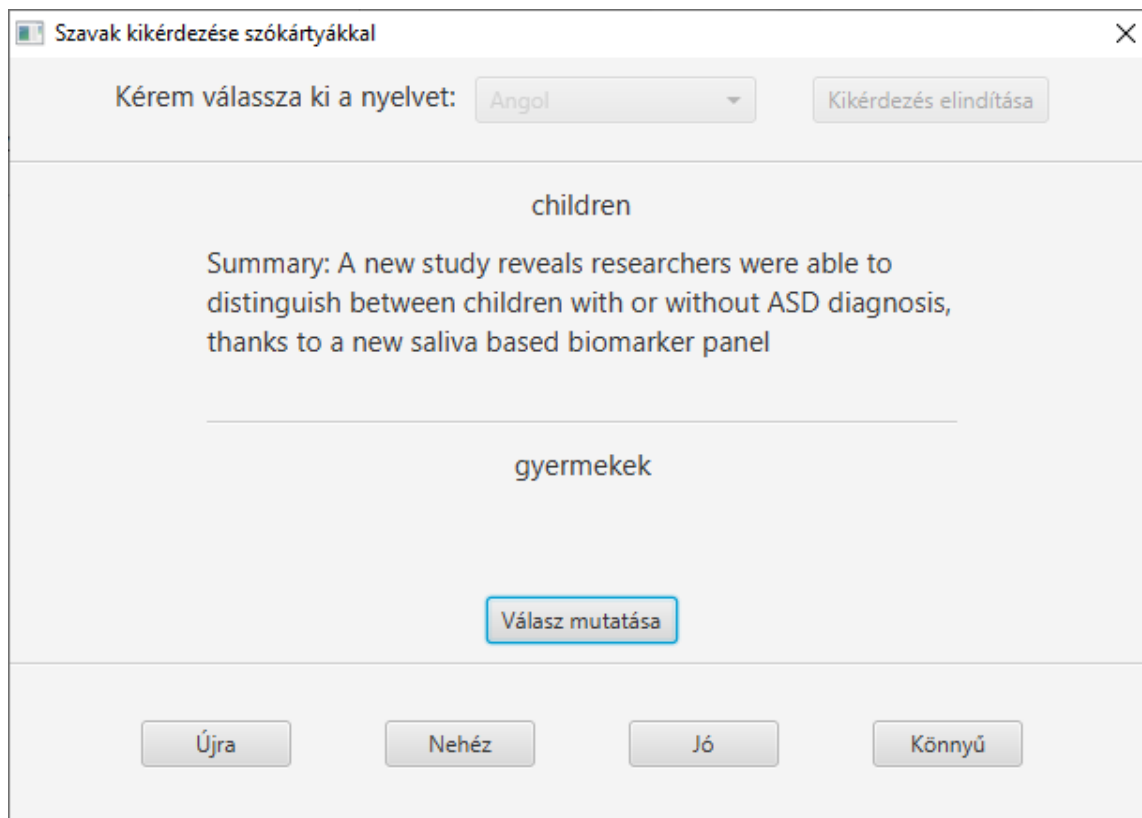 Szavak kikérdezése szókártyákkal
Kérem válassza ki a nyelvet: Angol Kikérdezés elindítása
children
Summary: A new study reveals researchers were able to
distinguish between children with or without ASD diagnosis,
thanks to a new saliva based biomarker panel
gyermekek
Válasz mutatása
Újra Nehéz Jó Könnyű